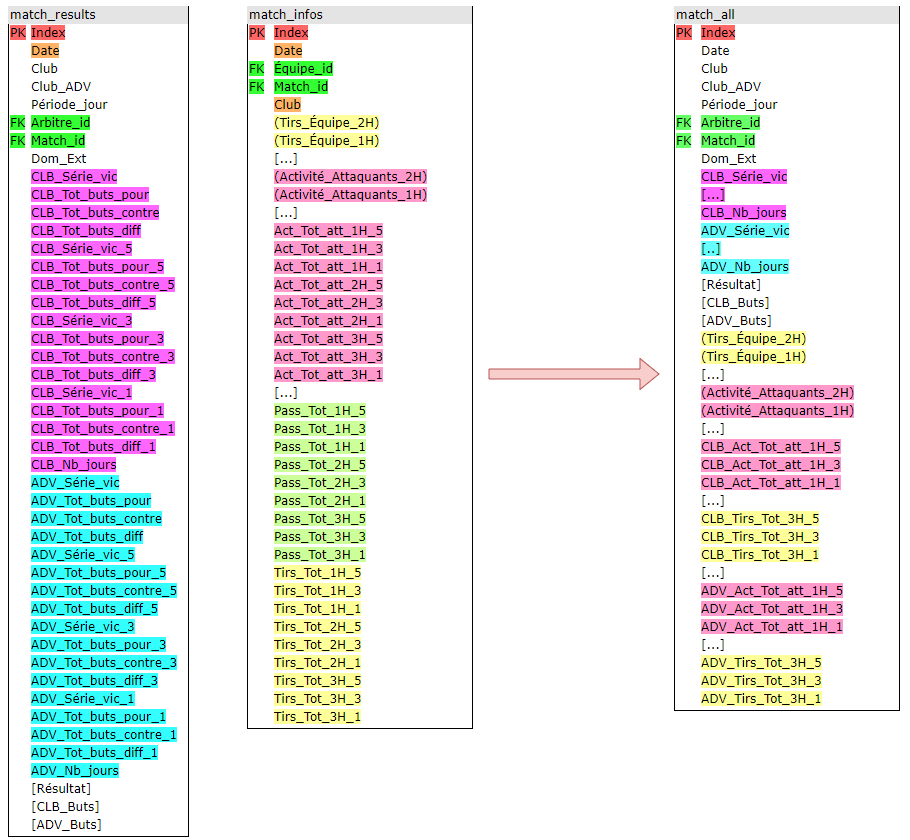 match_results
PK Index
Date
Club
Club_ADV
Période_jour
FK Arbitre_id
FK Match_id
Dom_Ext
CLB_Série_vic
CLB_Tot_buts_pour
CLB_Tot_buts_contre
CLB_Tot_buts_diff
CLB_Série_vic_5
CLB_Tot_buts_pour_5
CLB_Tot_buts_contre_5
CLB_Tot_buts_diff_5
CLB_Série_vic_3
CLB_Tot_buts_pour_3
CLB_Tot_buts_contre_3
CLB_Tot_buts_diff_3
CLB_Série_vic_1
CLB_Tot_buts_pour_1
CLB_Tot_buts_contre_1
CLB_Tot_buts_diff_1
CLB_Nb_jours
ADV_Série_vic
ADV_Tot_buts_pour
ADV_Tot_buts_contre
ADV_Tot_buts_diff
ADV_Série_vic_5
ADV_Tot_buts_pour_5
ADV_Tot_buts_contre_5
ADV_Tot_buts_diff_5
ADV_Série_vic_3
ADV_Tot_buts_pour_3
ADV_Tot_buts_contre_3
ADV_Tot_buts_diff_3
ADV_Série_vic_1
ADV_Tot_buts_pour_1
ADV_Tot_buts_contre_1
ADV_Tot_buts_diff_1
ADV_Nb_jours
[Résultat]
[CLB_Buts]
[ADV_Buts]
match_infos
PK Index
Date
FK Équipe_id
FK Match_id
Club
(Tirs_Équipe_2H)
(Tirs_Équipe_1H)
[...]
(Activité_Attaquants_2H)
(Activité_Attaquants_1H)
[...]
Act_Tot_att_1H_5
Act_Tot_att_1H_3
Act_Tot_att_1H_1
Act_Tot_att_2H_5
Act_Tot_att_2H_3
Act_Tot_att_2H_1
Act_Tot_att_3H_5
Act_Tot_att_3H_3
Act_Tot_att_3H_1
[...]
Pass_Tot_1H_5
Pass_Tot_1H_3
Pass_Tot_1H_1
Pass_Tot_2H_5
Pass_Tot_2H_3
Pass_Tot_2H_1
Pass_Tot_3H_5
Pass_Tot_3H_3
Pass_Tot_3H_1
Tirs_Tot_1H_5
Tirs_Tot_1H_3
Tirs_Tot_1H_1
Tirs_Tot_2H_5
Tirs_Tot_2H_3
Tirs_Tot_2H_1
Tirs_Tot_3H_5
Tirs_Tot_3H_3
Tirs_Tot_3H_1
match_all
PK Index
Date
Club
Club_ADV
Période_jour
FK Arbitre_id
FK Match_id
Dom_Ext
CLB_Série_vic
[...]
CLB_Nb_jours
ADV_Série_vic
[..]
ADV_Nb_jours
[Résultat]
[CLB_Buts]
[ADV_Buts]
(Tirs_Équipe_2H)
(Tirs_Équipe_1H)
[...]
(Activité_Attaquants_2H)
(Activité_Attaquants_1H)
[...]
CLB_Act_Tot_att_1H_5
CLB_Act_Tot_att_1H_3
CLB_Act_Tot_att_1H_1
[...]
CLB_Tirs_Tot_3H_5
CLB_Tirs_Tot_3H_3
CLB_Tirs_Tot_3H_1
[...]
ADV_Act_Tot_att_1H_5
ADV_Act_Tot_att_1H_3
ADV_Act_Tot_att_1H_1
[...]
ADV_Tirs_Tot_3H_5
ADV_Tirs_Tot_3H_3
ADV_Tirs_Tot_3H_1